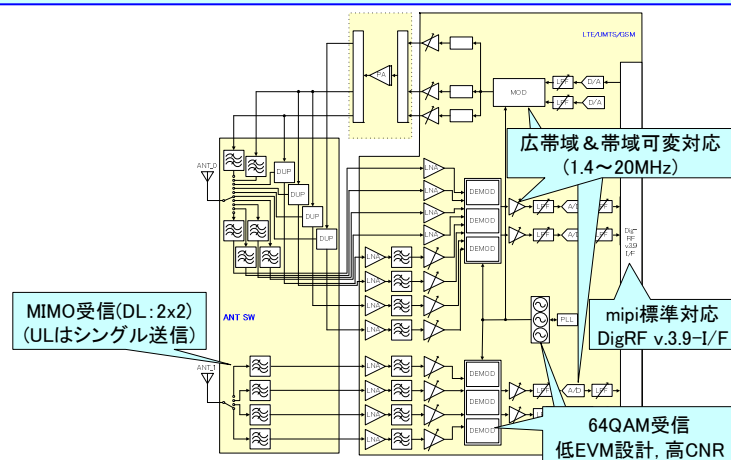 LTE/UMTS/GSM
PA
MOD
LPF
D/A
LPF
D/A
広帯域&帯域可変対応
(1.4~20MHz)
ANT_0
DUP
DUP
DUP
DUP
LNA
LNA
LNA
LNA
DEMOD
DEMOD
DEMOD
LPF
A/D
LPF
LPF
A/D
LPF
DigRF
v3.9
I/F
LNA
LNA
LNA
LNA
ANT SW
PLL
MIMO受信(DL:2x2)
(ULはシングル送信)
mipi標準対応
DigRF v.3.9-I/F
ANT_1
LNA
LNA
LNA
LNA
DEMOD
DEMOD
DEMOD
LPF
A/D
LPF
64QAM受信
低EVM設計, 高CNR